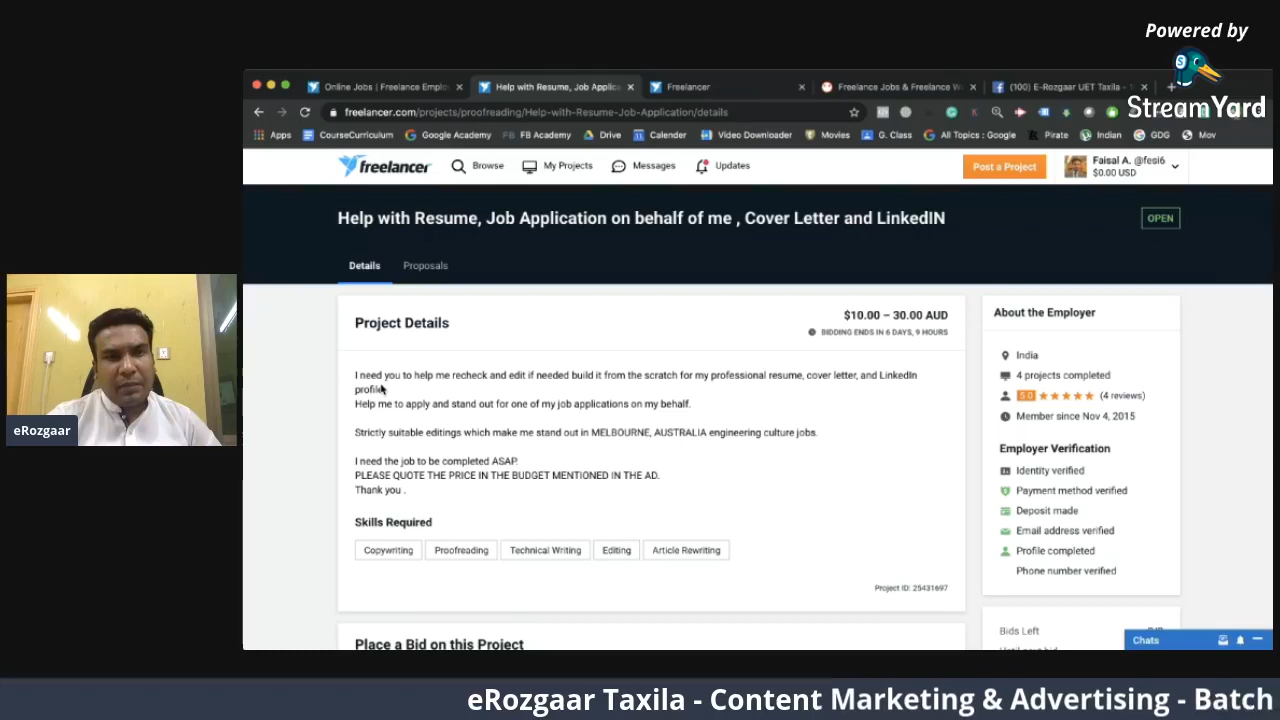 Powered by
StreamYard
Online Jobs | Freelance Emplo
Help with Resume, Job Applica
Freelancer
Freelance Jobs & Freelance W
(100) E-Rozgaar UET Taxila -
freelancer.com/projects/proofreading/Help-with-Resume-Job-Application/details
Apps
CourseCurriculum
Google Academy
FB FB Academy
Drive
Calender
Video Downloader
Movies
G. Class
All Topics : Google
Pirate
Indian
GDG
Mov
freelancer
Browse
My Projects
Messages
Updates
Post a Project
Faisal A. @fesi6
$0.00 USD
Help with Resume, Job Application on behalf of me , Cover Letter and LinkedIN
OPEN
Details
Proposals
Project Details
$10.00 – 30.00 AUD
BIDDING ENDS IN 6 DAYS, 9 HOURS
I need you to help me recheck and edit if needed build it from the scratch for my professional resume, cover letter, and LinkedIn
profile
Help me to apply and stand out for one of my job applications on my behalf.
Strictly suitable editings which make me stand out in MELBOURNE, AUSTRALIA engineering culture jobs.
I need the job to be completed ASAP.
PLEASE QUOTE THE PRICE IN THE BUDGET MENTIONED IN THE AD.
Thank you .
Skills Required
Copywriting
Proofreading
Technical Writing
Editing
Article Rewriting
Project ID: 25431697
Place a Bid on this Project
About the Employer
India
4 projects completed
5.0 (4 reviews)
Member since Nov 4, 2015
Employer Verification
Identity verified
Payment method verified
Deposit made
Email address verified
Profile completed
Phone number verified
Bids Left
Chats
eRozgaar
eRozgaar Taxila - Content Marketing & Advertising - Batch